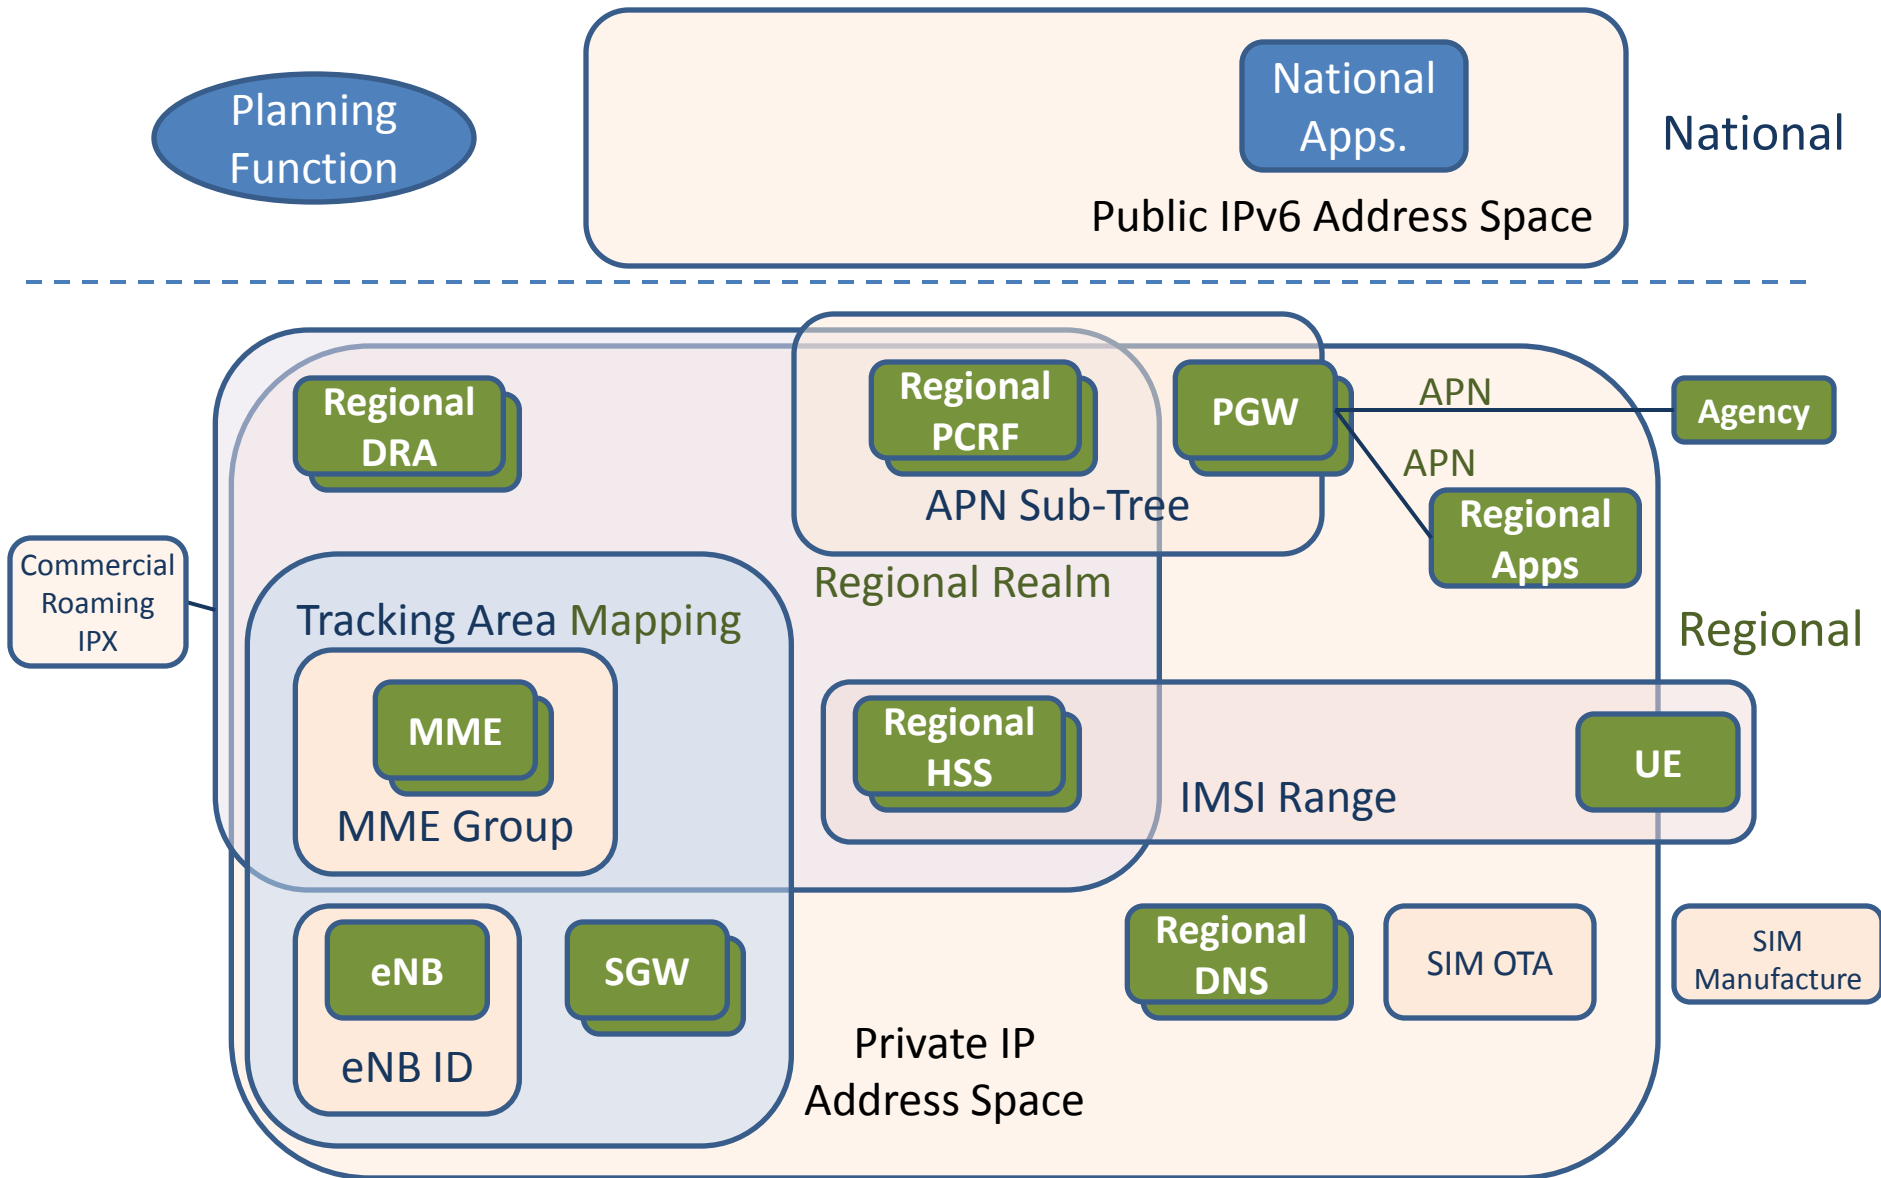 Planning
Function
National
Apps.
Public IPv6 Address Space
National
Regional
DRA
Regional
PCRF
PGW
APN
Agency
APN
APN Sub-Tree
Regional
Apps
Commercial
Roaming
IPX
Regional Realm
Tracking Area Mapping
Regional
MME
MME Group
Regional
HSS
IMSI Range
UE
eNB
eNB ID
SGW
Regional
DNS
SIM OTA
SIM
Manufacture
Private IP
Address Space